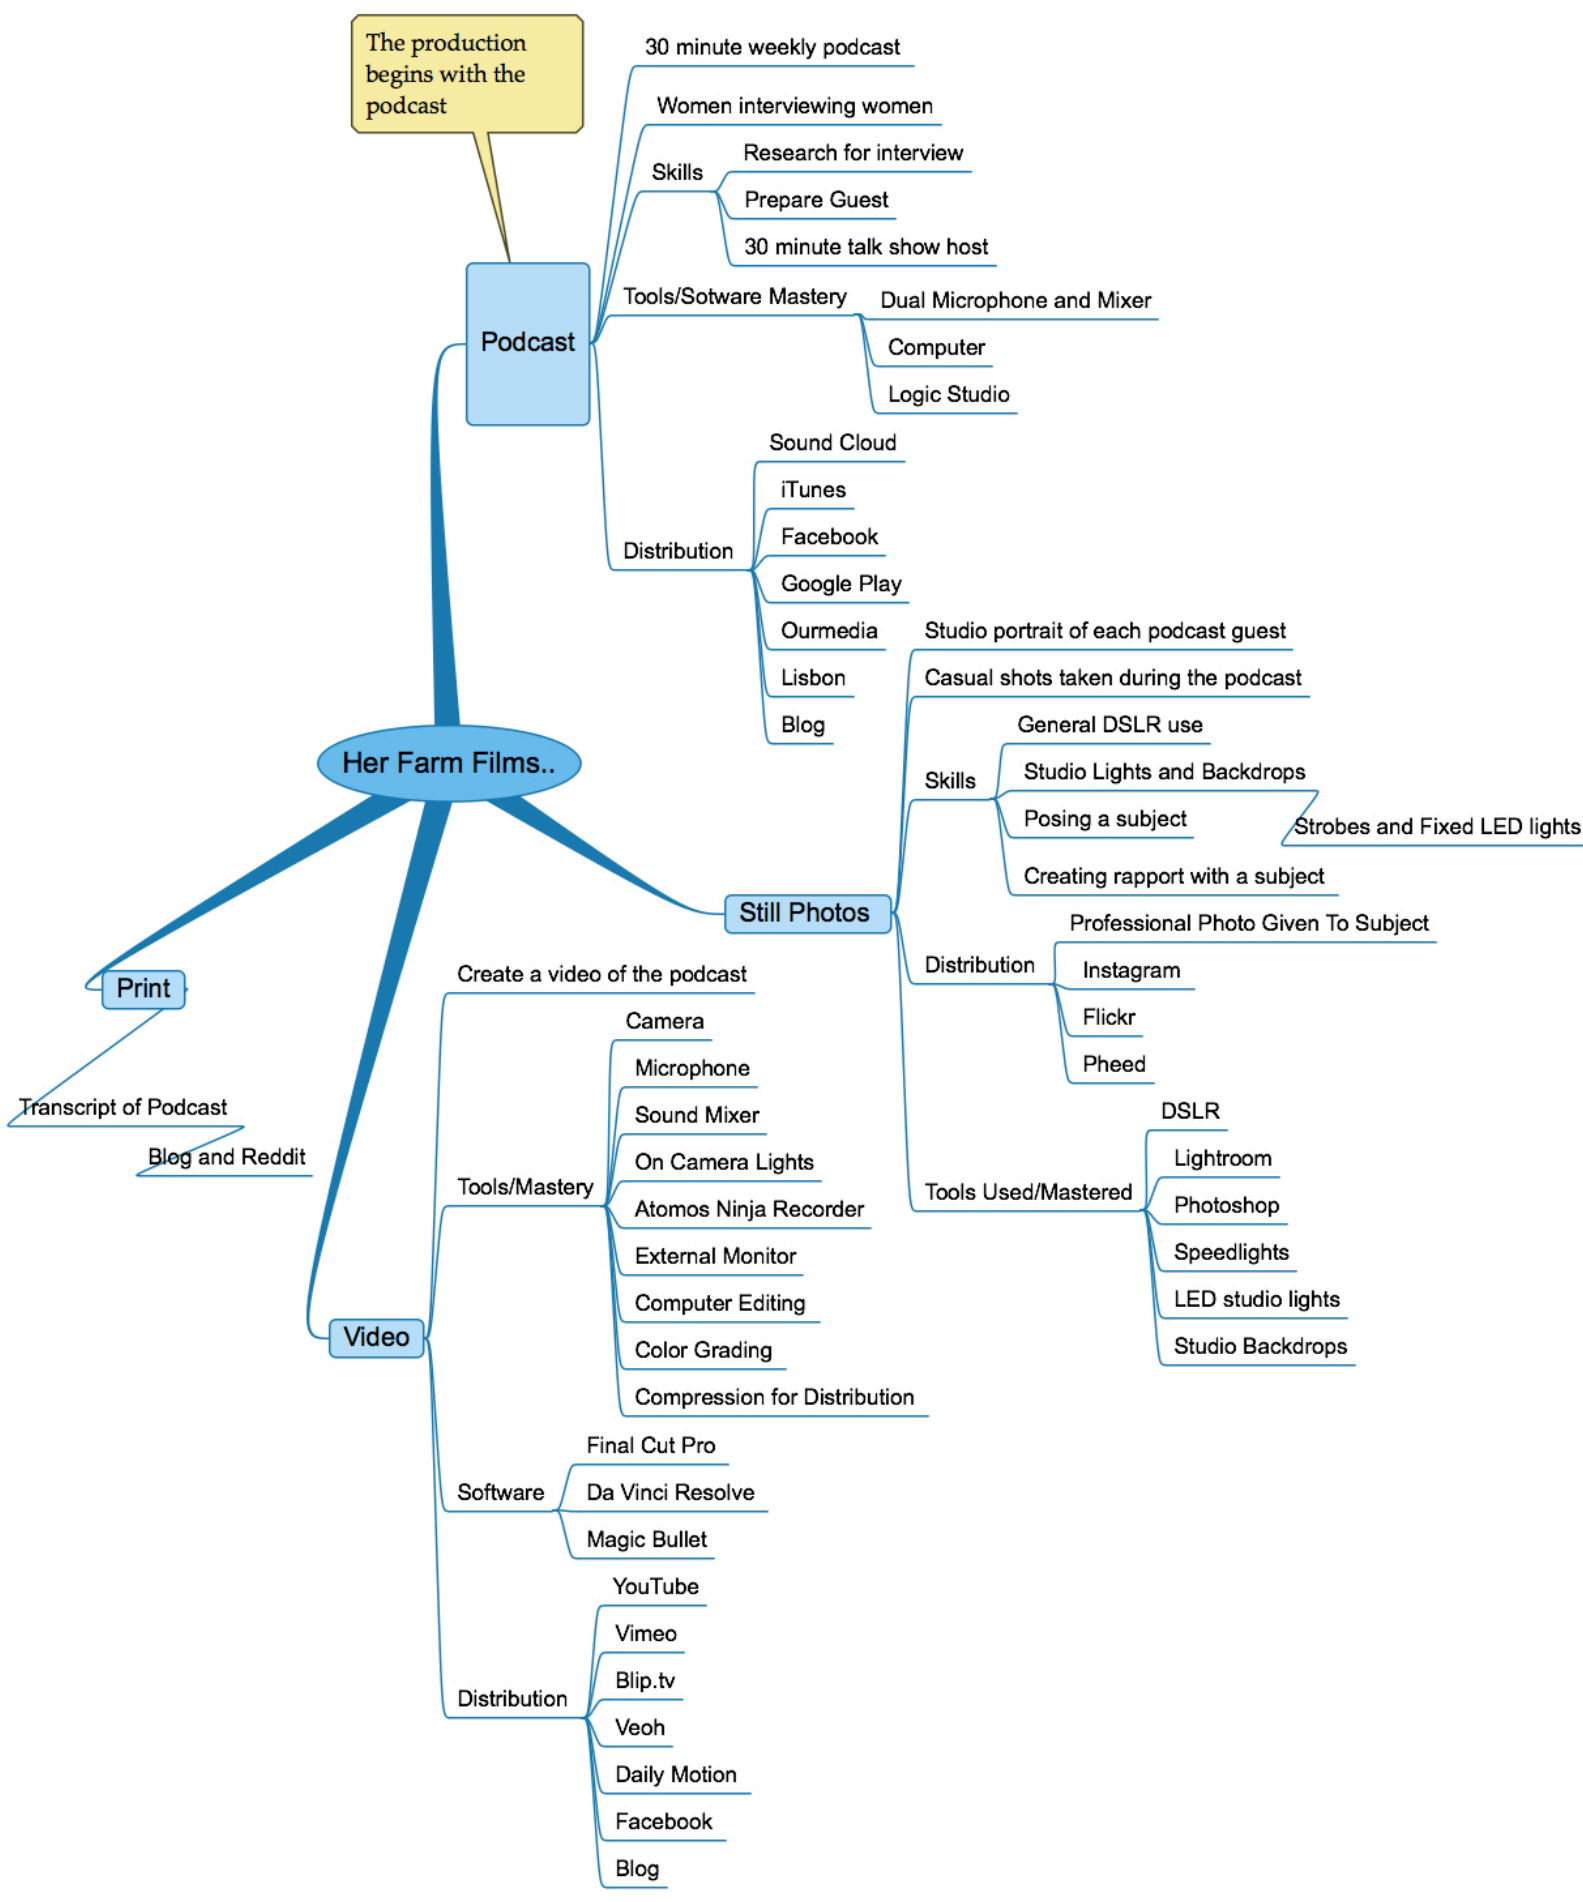 The production
begins with the
podcast
30 minute weekly podcast
Women interviewing women
Skills
Research for interview
Prepare Guest
30 minute talk show host
Podcast
Tools/Sotware Mastery
Dual Microphone and Mixer
Computer
Logic Studio
Distribution
Sound Cloud
iTunes
Facebook
Google Play
Ourmedia
Lisbon
Blog
Her Farm Films..
Still Photos
Studio portrait of each podcast guest
Casual shots taken during the podcast
Skills
General DSLR use
Studio Lights and Backdrops
Strobes and Fixed LED lights
Posing a subject
Creating rapport with a subject
Distribution
Professional Photo Given To Subject
Instagram
Flickr
Pheed
Tools Used/Mastered
DSLR
Lightroom
Photoshop
Speedlights
LED studio lights
Studio Backdrops
Print
Transcript of Podcast
Blog and Reddit
Video
Create a video of the podcast
Tools/Mastery
Camera
Microphone
Sound Mixer
On Camera Lights
Atomos Ninja Recorder
External Monitor
Computer Editing
Color Grading
Compression for Distribution
Software
Final Cut Pro
Da Vinci Resolve
Magic Bullet
Distribution
YouTube
Vimeo
Blip.tv
Veoh
Daily Motion
Facebook
Blog